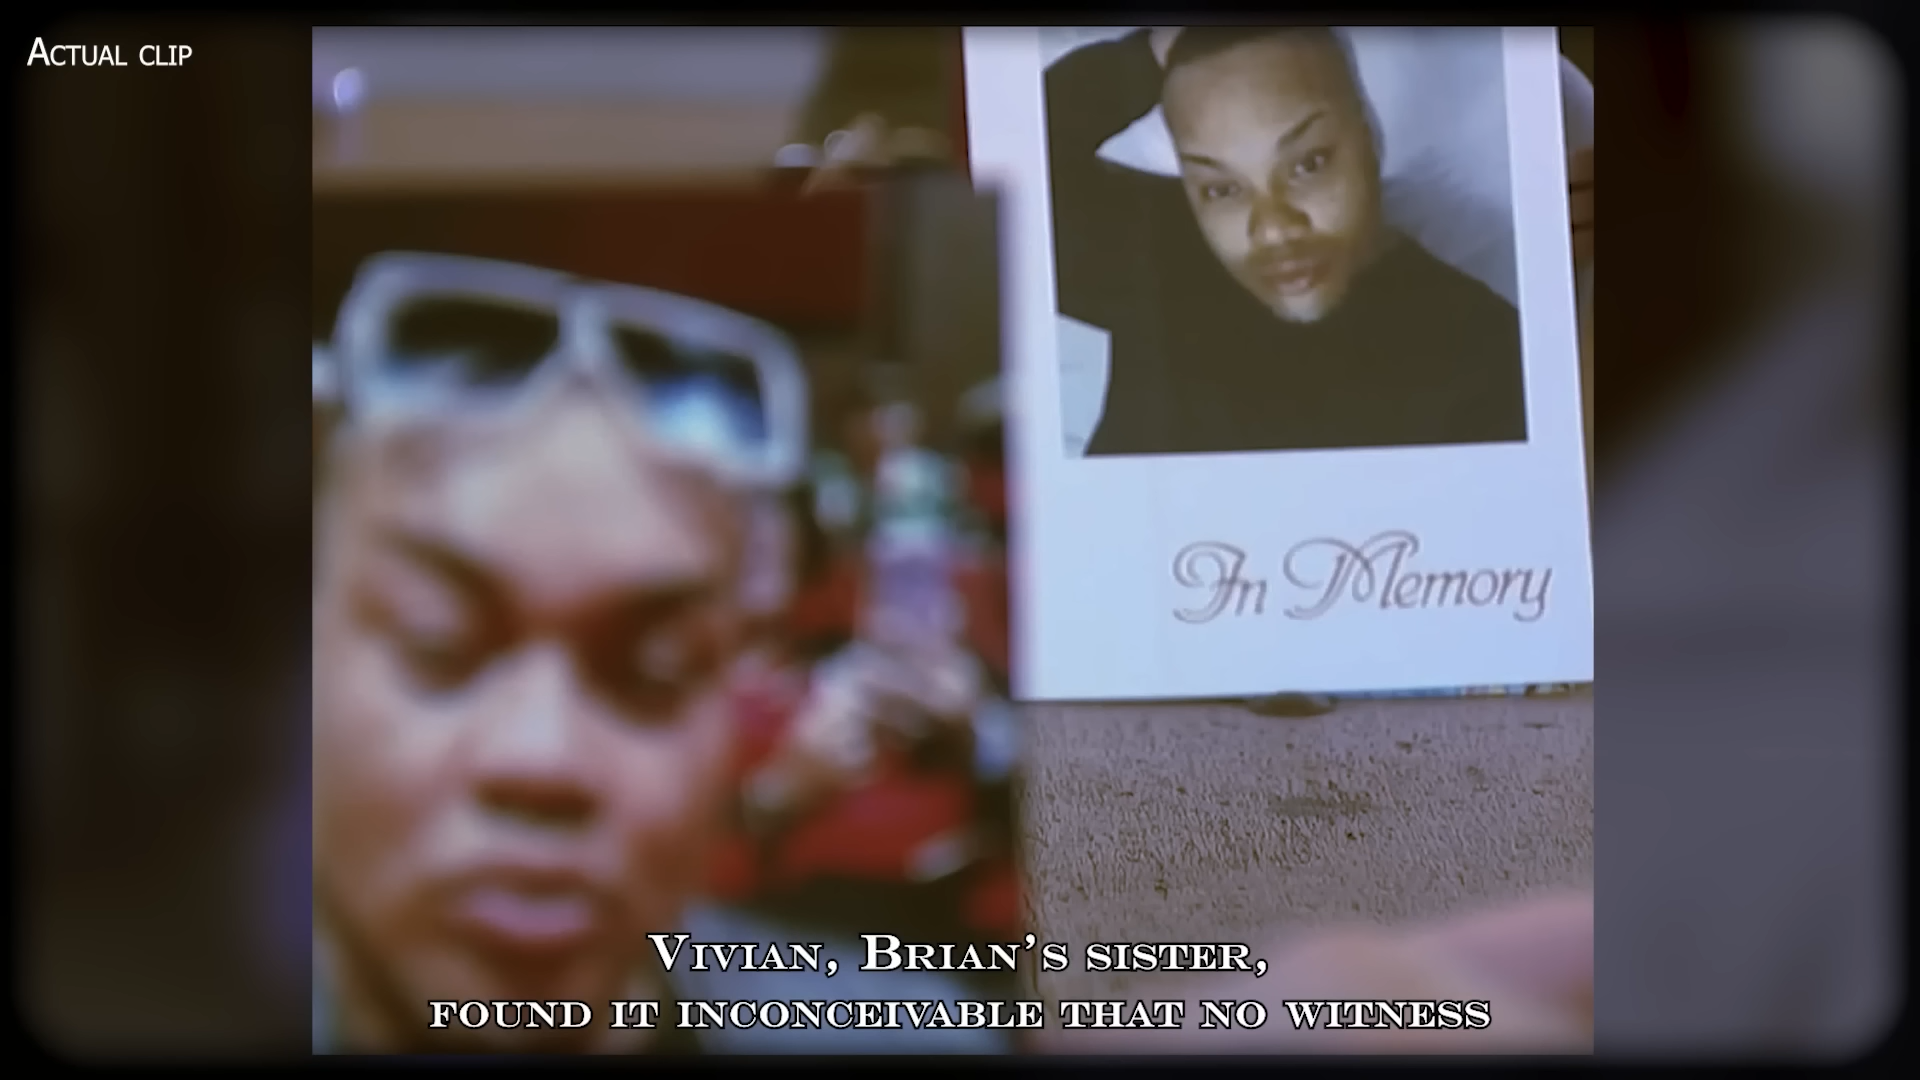 Actual clip
In Memory
Vivian, Brian's sister,
found it inconceivable that no witness